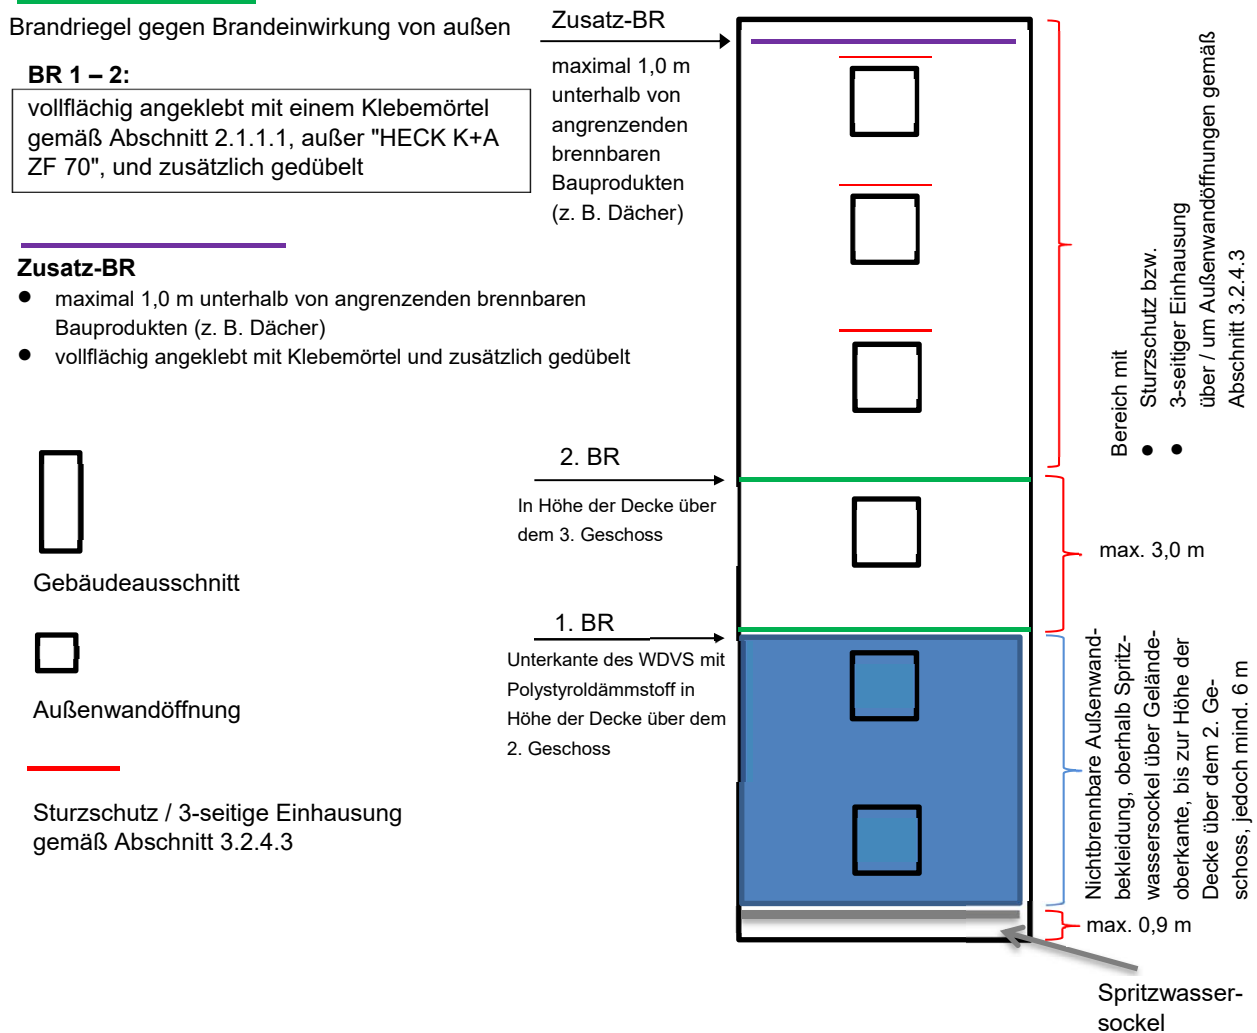 Brandriegel gegen Brandeinwirkung von außen
BR 1 – 2:
vollflächig angeklebt mit einem Klebemörtel
gemäß Abschnitt 2.1.1.1, außer "HECK K+A
ZF 70", und zusätzlich gedübelt
Zusatz-BR
● maximal 1,0 m unterhalb von angrenzenden brennbaren
Bauprodukten (z. B. Dächer)
● vollflächig angeklebt mit Klebemörtel und zusätzlich gedübelt
Gebäudeausschnitt
Außenwandöffnung
Sturzschutz / 3-seitige Einhausung
gemäß Abschnitt 3.2.4.3
Zusatz-BR
maximal 1,0 m
unterhalb von
angrenzenden
brennbaren
Bauprodukten
(z. B. Dächer)
2. BR
In Höhe der Decke über
dem 3. Geschoss
1. BR
Unterkante des WDVS mit
Polystyroldämmstoff in
Höhe der Decke über dem
2. Geschoss
Bereich mit
● Sturzschutz bzw.
● 3-seitiger Einhausung
über / um Außenwandöffnungen gemäß
Abschnitt 3.2.4.3
max. 3,0 m
Nichtbrennbare Außenwand-
bekleidung, oberhalb Spritz-
wassersockel über Gelände-
oberkante, bis zur Höhe der
Decke über dem 2. Ge-
schoss, jedoch mind. 6 m
max. 0,9 m
Spritzwasser-
sockel